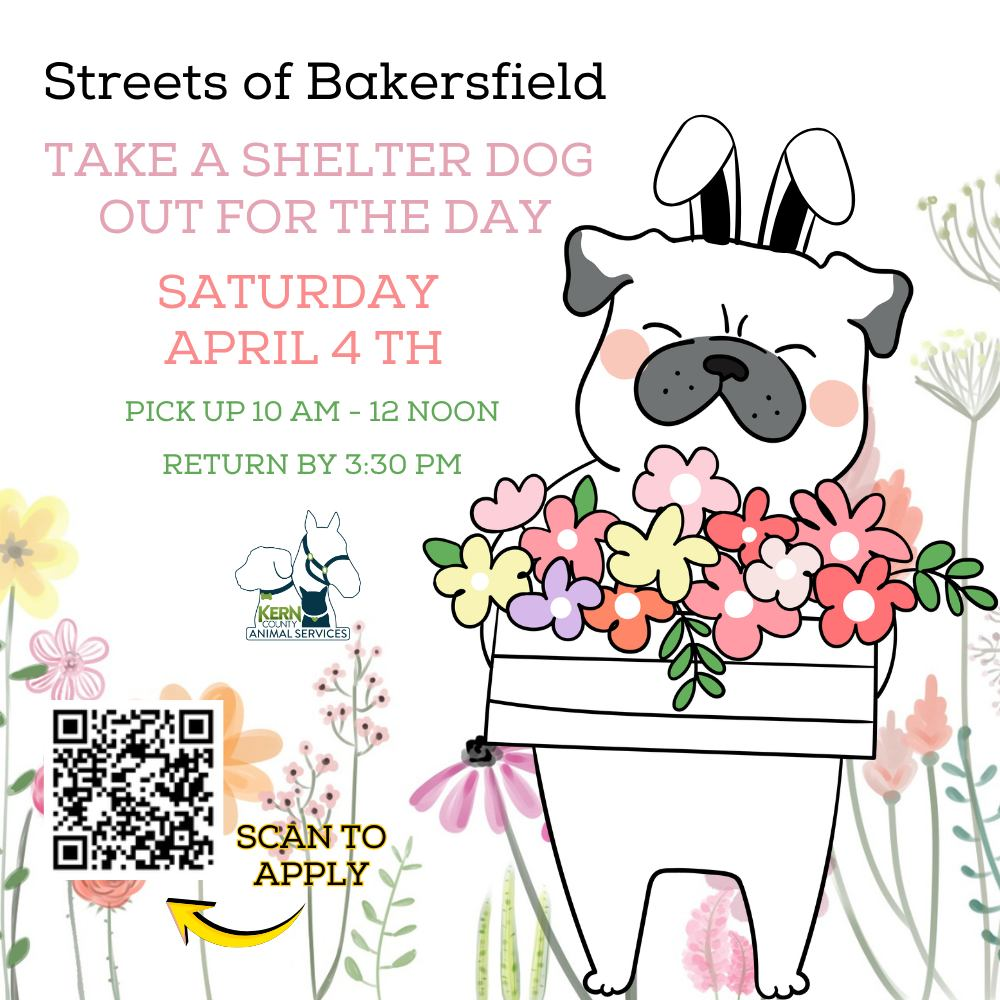 Streets of Bakersfield
TAKE A SHELTER DOG
OUT FOR THE DAY
SATURDAY
APRIL 4 TH
PICK UP 10 AM - 12 NOON
RETURN BY 3:30 PM
KERN
COUNTY
ANIMAL SERVICES
SCAN TO
APPLY